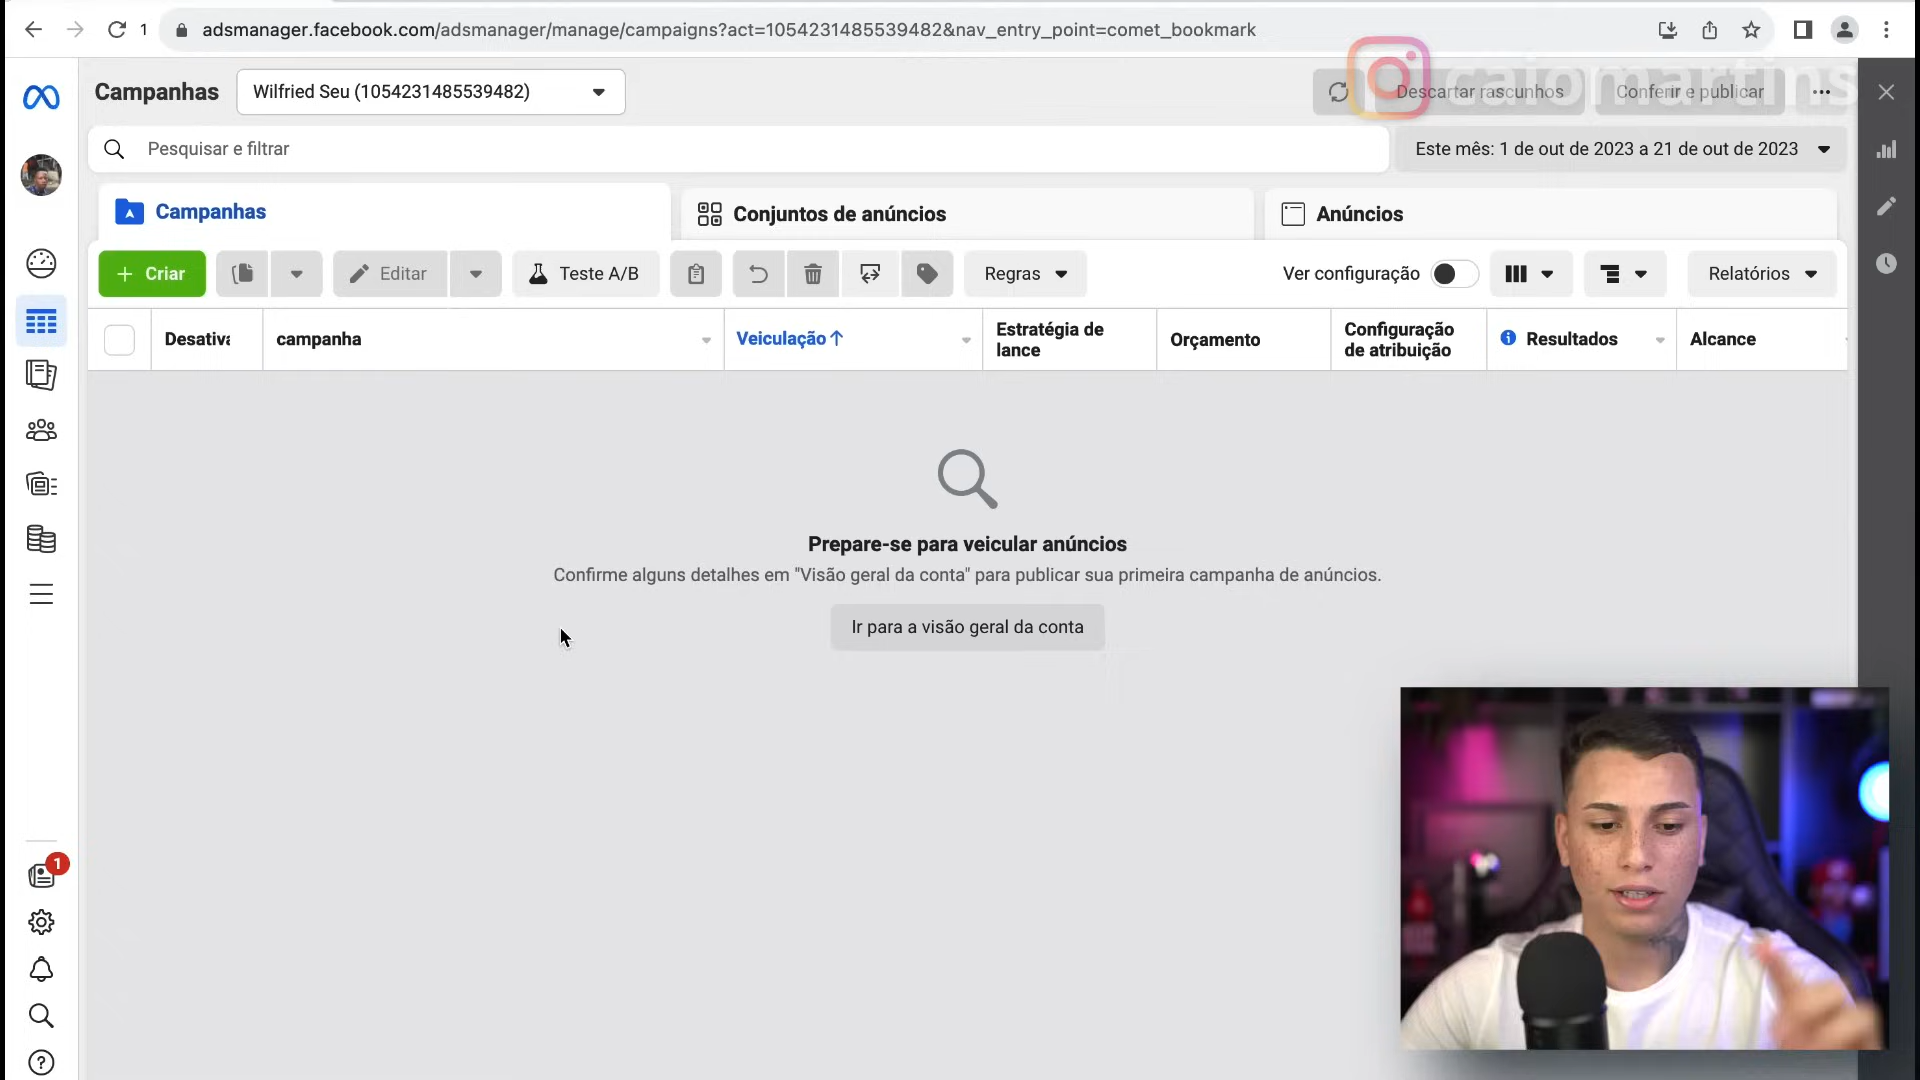 1
adsmanager.facebook.com/adsmanager/manage/campaigns?act=1054231485539482&nav_entry_point=comet_bookmark
Campanhas
Wilfried Seu (1054231485539482)
Descartar rascunhos
Conferir e publicar
caiomartins
Pesquisar e filtrar
Este mês: 1 de out de 2023 a 21 de out de 2023
Campanhas
Conjuntos de anúncios
Anúncios
+ Criar
Editar
Teste A/B
Regras
Ver configuração
Relatórios
Desativa
campanha
Veiculação ↑
Estratégia de
lance
Orçamento
Configuração
de atribuição
Resultados
Alcance
Prepare-se para veicular anúncios
Confirme alguns detalhes em "Visão geral da conta" para publicar sua primeira campanha de anúncios.
Ir para a visão geral da conta
1